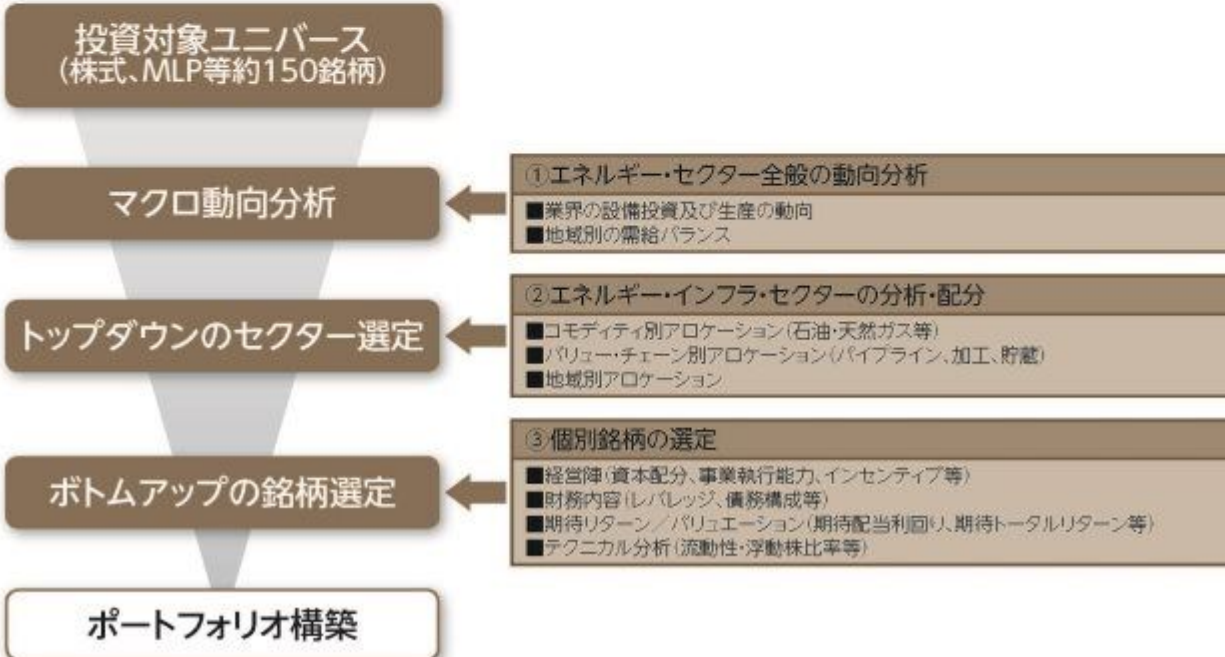 投資対象ユニバース
(株式、MLP等約150銘柄)
マクロ動向分析
①エネルギー・セクター全般の動向分析
■業界の設備投資及び生産の動向
■地域別の需給バランス
トップダウンのセクター選定
②エネルギー・インフラ・セクターの分析・配分
■コモディティ別アロケーション(石油・天然ガス等)
■バリュー・チェーン別アロケーション(パイプライン、加工、貯蔵)
■地域別アロケーション
ボトムアップの銘柄選定
③個別銘柄の選定
■経営陣(資本配分、事業執行能力、インセンティブ等)
■財務内容(レバレッジ、債務構成等)
■期待リターン／バリュエーション(期待配当利回り、期待トータルリターン等)
■テクニカル分析(流動性・浮動株比率等)
ポートフォリオ構築